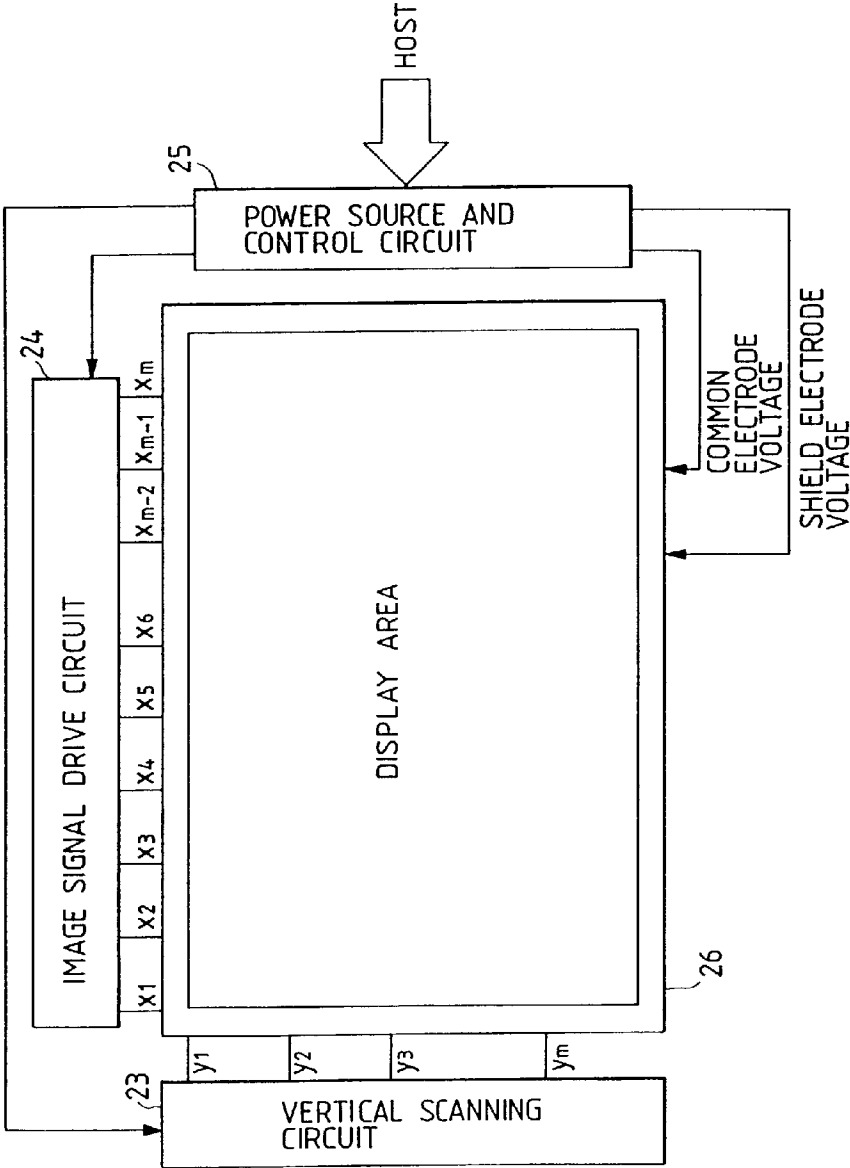 24
IMAGE SIGNAL DRIVE CIRCUIT
23
X1 X2 X3 X4 X5 X6 Xm-2 Xm-1 Xm
25
y1
y2
y3
ym
VERTICAL SCANNING
CIRCUIT
DISPLAY AREA
POWER SOURCE AND
CONTROL CIRCUIT
HOST
26
COMMON
ELECTRODE
VOLTAGE
SHIELD ELECTRODE
VOLTAGE